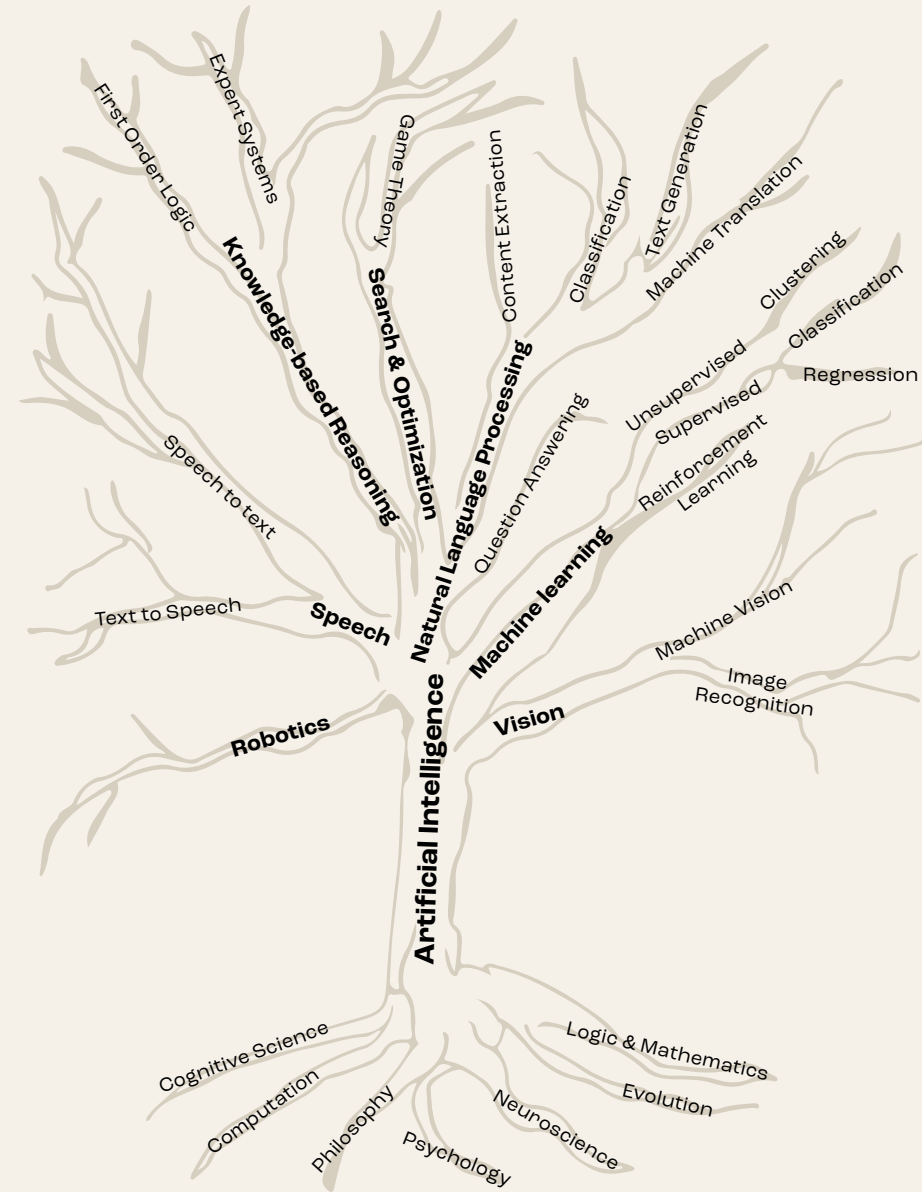 Expert Systems
First Order Logic
Game Theory
Content Extraction
Classification
Text Generation
Machine Translation
Clustering
Classification
Regression
Knowledge-based Reasoning
Search & Optimization
Natural Language Processing
Question Answering
Unsupervised
Supervised
Reinforcement
Learning
Speech to text
Text to Speech
Speech
Machine learning
Machine Vision
Image
Recognition
Vision
Robotics
Artificial Intelligence
Cognitive Science
Computation
Philosophy
Psychology
Neuroscience
Evolution
Logic & Mathematics